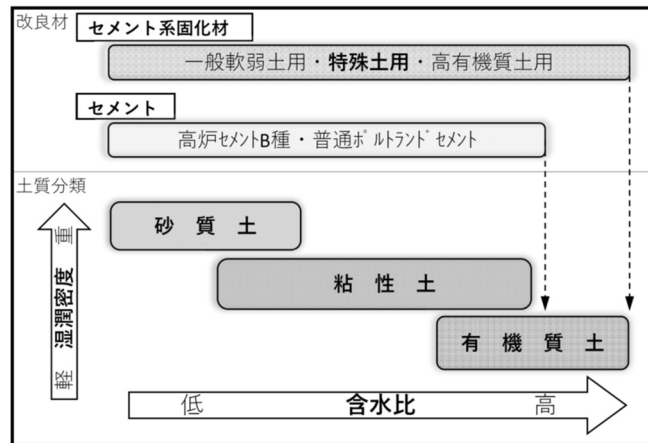 改良材
セメント系固化材
一般軟弱土用・特殊土用・高有機質土用
セメント
高炉ｾﾒﾝﾄB種・普通ﾎﾟﾙﾄﾗﾝﾄﾞｾﾒﾝﾄ
土質分類
砂 質 土
粘 性 土
有 機 質 土
軽 湿潤密度 重
低 含水比 高